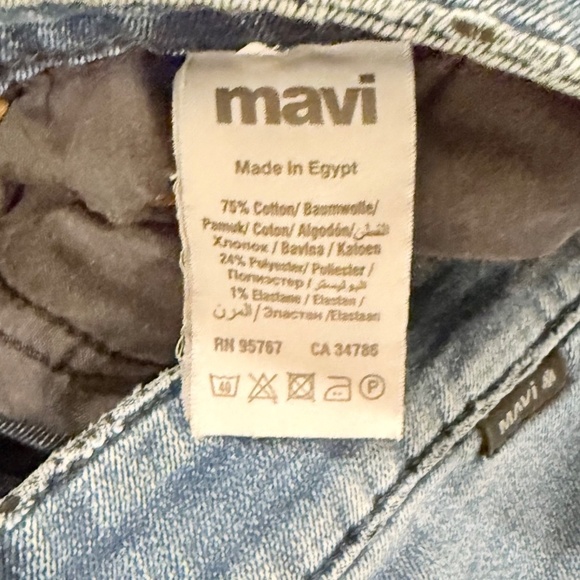 mavi
Made in Egypt
75% Cotton/ Baumwolle/
Pamuk/ Coton/ Algodón/القطن
Хлопок / Bavlna / Katoen
24% Polyester/ Poliester /
Полиэстер / البوليستر
1% Elastane / Elastan /
المرن / Эластан /Elastaan
RN 95767 CA 34786
40 P
MAVi